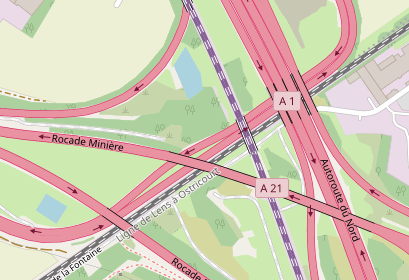 A 1
Rocade Minière
Ligne de Lens à Ostricourt
A 21
Autoroute du Nord
de la Fontaine
Rocade